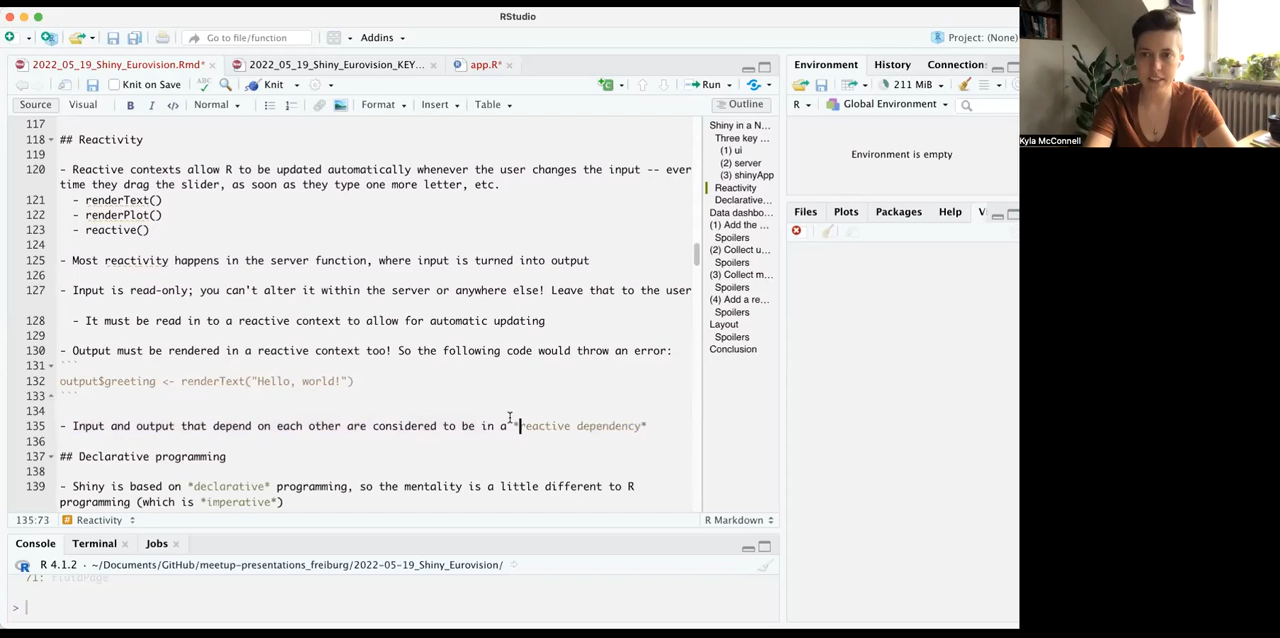 RStudio
Go to file/function
Addins
Project: (None)
2022_05_19_Shiny_Eurovision.Rmd*
2022_05_19_Shiny_Eurovision_KEY...
app.R*
Knit on Save
ABC
Knit
Run
Source
Visual
B
I
</>
Normal
Format
Insert
Table
Outline
117
118 ## Reactivity
119
120 - Reactive contexts allow R to be updated automatically whenever the user changes the input -- ever
time they drag the slider, as soon as they type one more letter, etc.
121 - renderText()
122 - renderPlot()
123 - reactive()
124
125 - Most reactivity happens in the server function, where input is turned into output
126
127 - Input is read-only; you can't alter it within the server or anywhere else! Leave that to the user
128 - It must be read in to a reactive context to allow for automatic updating
129
130 - Output must be rendered in a reactive context too! So the following code would throw an error:
131 ```
132 output$greeting <- renderText("Hello, world!")
133 ```
134
135 - Input and output that depend on each other are considered to be in a *reactive dependency*
136
137 ## Declarative programming
138
139 - Shiny is based on *declarative* programming, so the mentality is a little different to R
programming (which is *imperative*)
135:73
Reactivity
R Markdown
Shiny in a N...
Three key ...
(1) ui
(2) server
(3) shinyApp
Reactivity
Declarative...
Data dashbo...
(1) Add the ...
Spoilers
(2) Collect u...
Spoilers
(3) Collect m...
Spoilers
(4) Add a re...
Spoilers
Layout
Spoilers
Conclusion
Console
Terminal
Jobs
R 4.1.2 · ~/Documents/GitHub/meetup-presentations_freiburg/2022-05-19_Shiny_Eurovision/
71: fluidPage
>
Environment
History
Connection
211 MiB
R
Global Environment
Environment is empty
Files
Plots
Packages
Help
Kyla McConnell